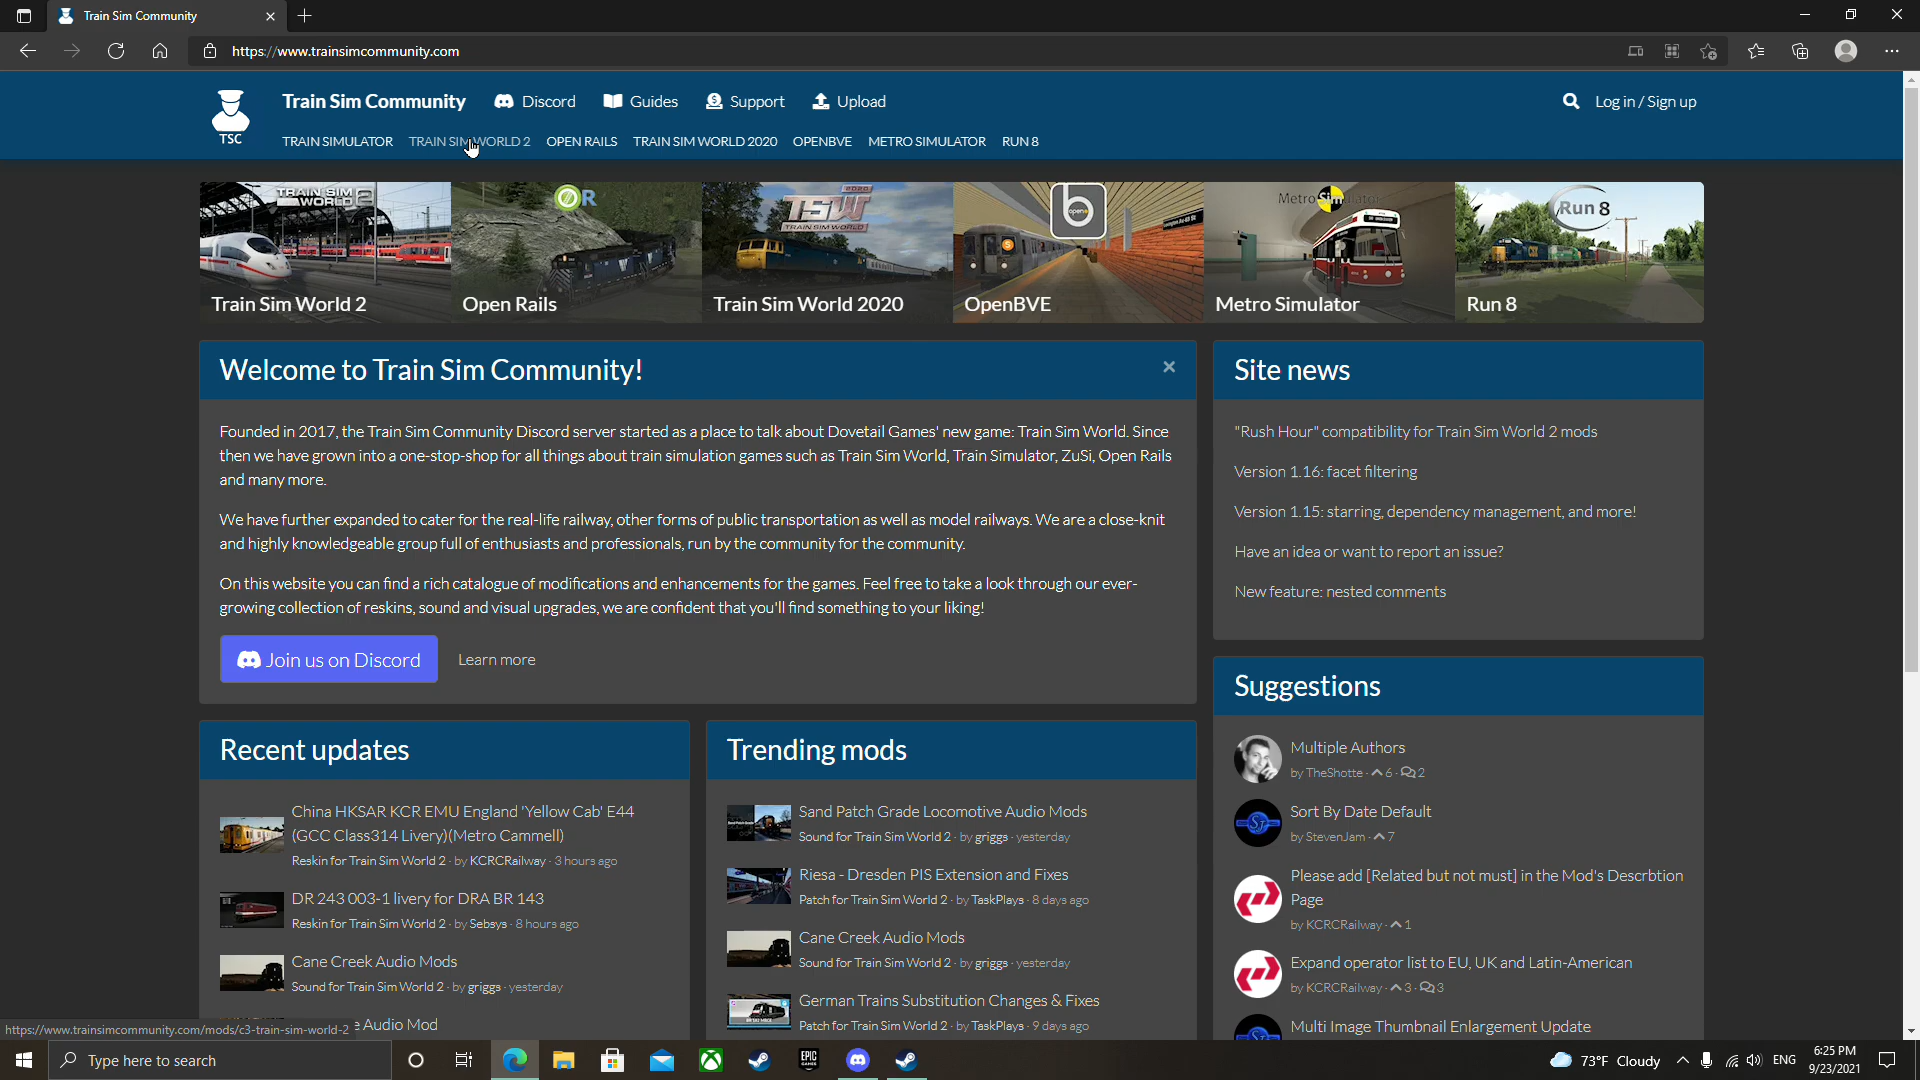 Train Sim Community
https://www.trainsimcommunity.com
TSC
Train Sim Community
Discord
Guides
Support
Upload
Log in / Sign up
TRAIN SIMULATOR
TRAIN SIM WORLD 2
OPEN RAILS
TRAIN SIM WORLD 2020
OPENBVE
METRO SIMULATOR
RUN 8
TRAIN SIM
WORLD 2
Train Sim World 2
OR
Open Rails
2020
TSW
TRAIN SIM WORLD
Train Sim World 2020
b
open
5
OpenBVE
Metro Simulator
Metro Simulator
Run 8
Run 8
Welcome to Train Sim Community!
Founded in 2017, the Train Sim Community Discord server started as a place to talk about Dovetail Games' new game: Train Sim World. Since
then we have grown into a one-stop-shop for all things about train simulation games such as Train Sim World, Train Simulator, ZuSi, Open Rails
and many more.
We have further expanded to cater for the real-life railway, other forms of public transportation as well as model railways. We are a close-knit
and highly knowledgeable group full of enthusiasts and professionals, run by the community for the community.
On this website you can find a rich catalogue of modifications and enhancements for the games. Feel free to take a look through our ever-
growing collection of reskins, sound and visual upgrades, we are confident that you'll find something to your liking!
Join us on Discord
Learn more
Site news
"Rush Hour" compatibility for Train Sim World 2 mods
Version 1.16: facet filtering
Version 1.15: starring, dependency management, and more!
Have an idea or want to report an issue?
New feature: nested comments
Recent updates
China HKSAR KCR EMU England 'Yellow Cab' E44
(GCC Class314 Livery)(Metro Cammell)
Reskin for Train Sim World 2 - by KCRCRailway - 3 hours ago
DR 243 003-1 livery for DRA BR 143
Reskin for Train Sim World 2 - by Sebsys - 8 hours ago
Cane Creek Audio Mods
Sound for Train Sim World 2 - by griggs - yesterday
e Audio Mod
Trending mods
Sand Patch Grade Locomotive Audio Mods
Sound for Train Sim World 2 - by griggs - yesterday
Riesa - Dresden PIS Extension and Fixes
Patch for Train Sim World 2 - by TaskPlays - 8 days ago
Cane Creek Audio Mods
Sound for Train Sim World 2 - by griggs - yesterday
German Trains Substitution Changes & Fixes
Patch for Train Sim World 2 - by TaskPlays - 9 days ago
Suggestions
Multiple Authors
by TheShotte - 6 - 2
Sort By Date Default
by StevenJam - 7
Please add [Related but not must] in the Mod's Descrbtion
Page
by KCRCRailway - 1
Expand operator list to EU, UK and Latin-American
by KCRCRailway - 3 - 3
Multi Image Thumbnail Enlargement Update
https://www.trainsimcommunity.com/mods/c3-train-sim-world-2
Type here to search
EPIC
GAMES
73°F Cloudy
ENG
6:25 PM
9/23/2021